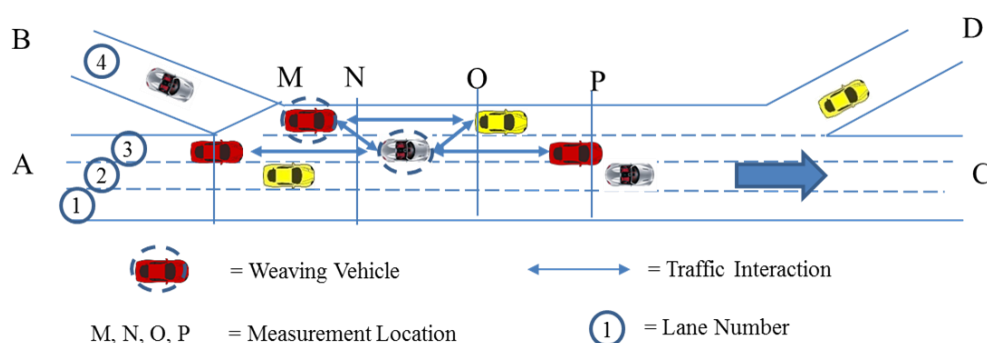 B
D
4
M N O P
A
3
2
1
C
= Weaving Vehicle
= Traffic Interaction
M, N, O, P = Measurement Location
1 = Lane Number